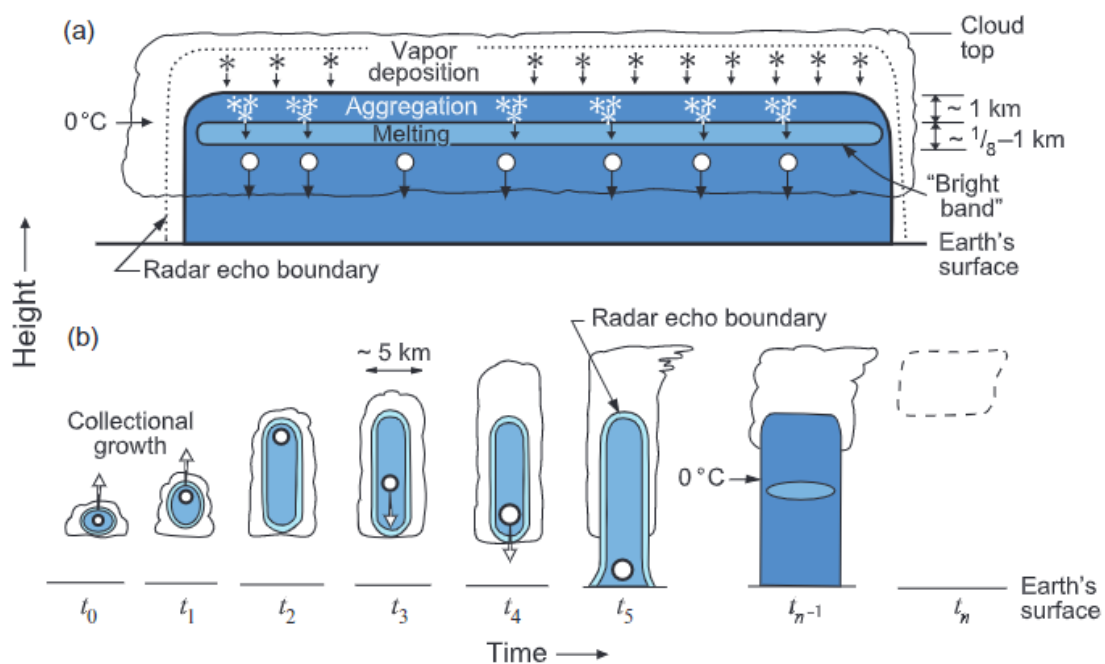 (a)
Cloud
top
Vapor
deposition
Aggregation
0 °C
~ 1 km
Melting
~ 1/8–1 km
"Bright
band"
Earth's
surface
Radar echo boundary
Height
(b)
Radar echo boundary
~ 5 km
Collectional
growth
0 °C
Earth's
surface
t0
t1
t2
t3
t4
t5
tn–1
tn
Time